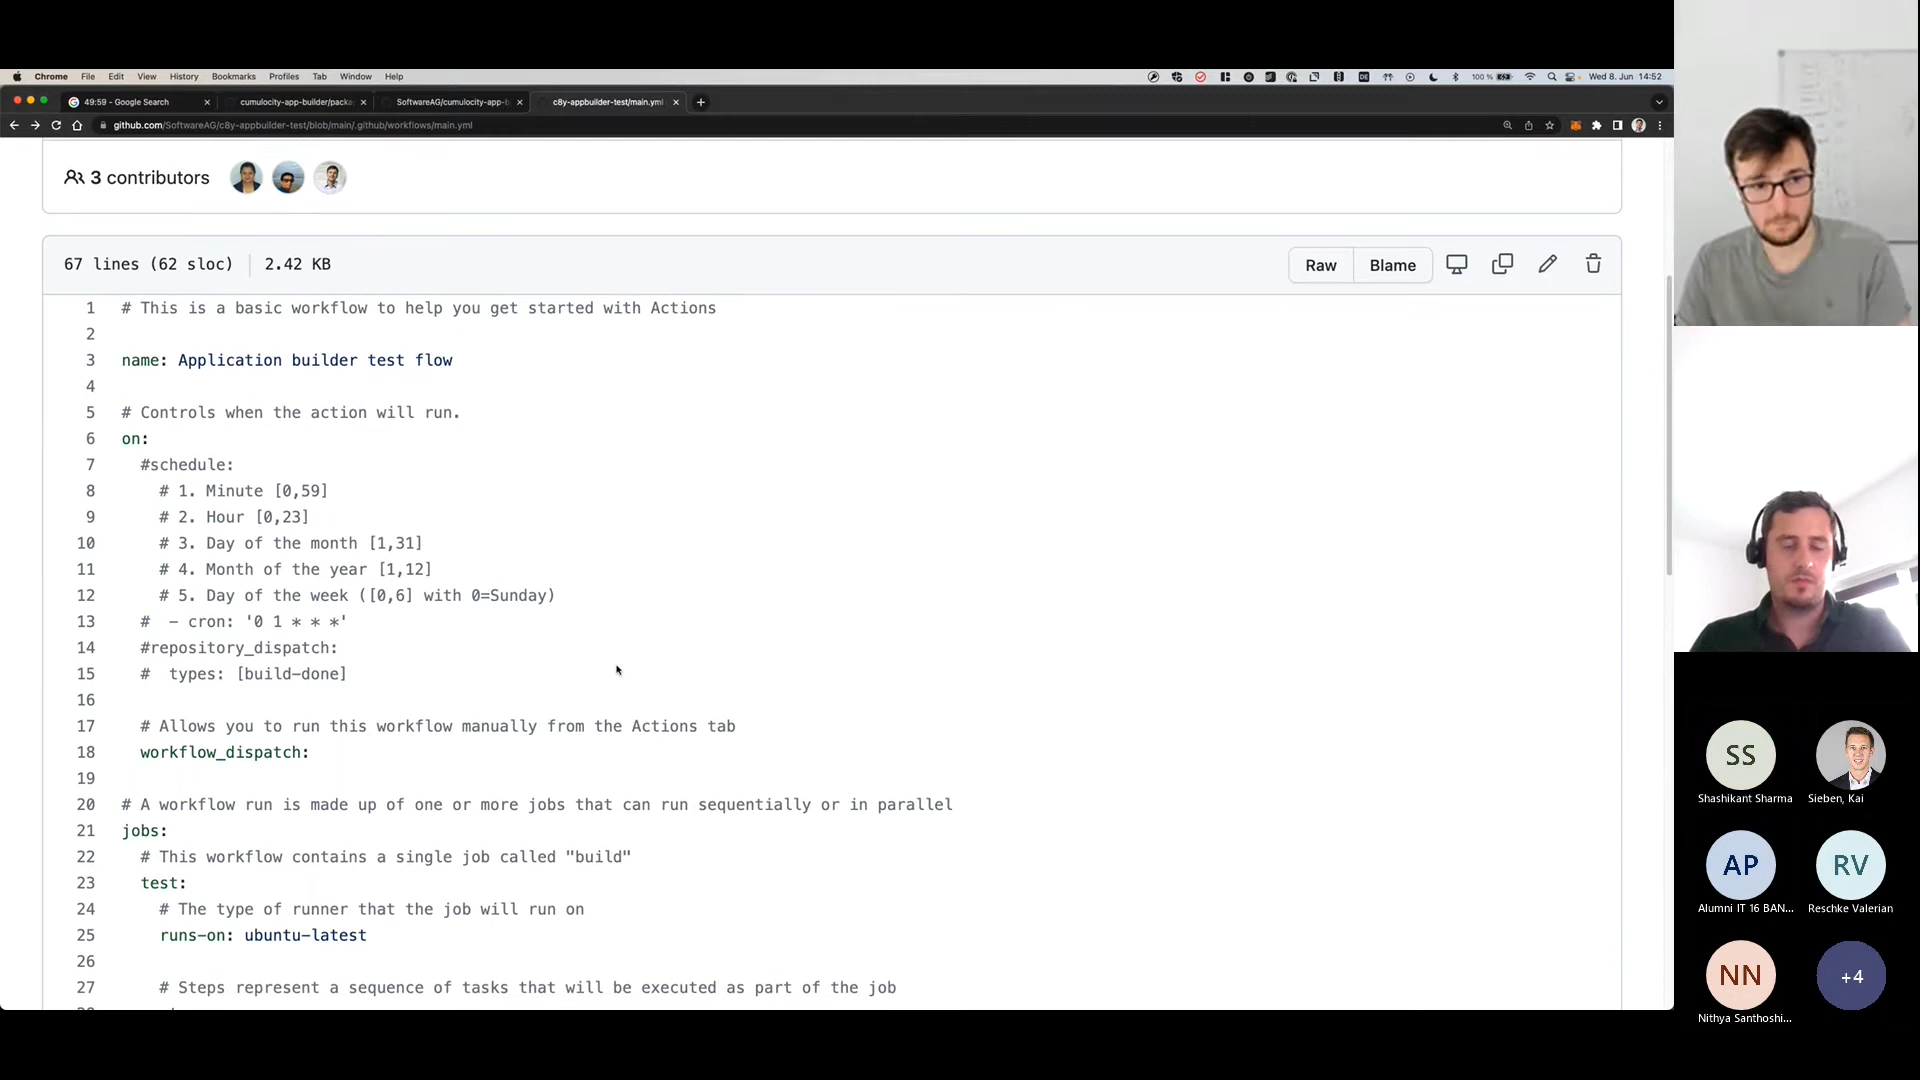 Chrome File Edit View History Bookmarks Profiles Tab Window Help
100 % Wed 8. Jun 14:52
49:59 - Google Search
cumulocity-app-builder/packa
SoftwareAG/cumulocity-app-b
c8y-appbuilder-test/main.yml
github.com/SoftwareAG/c8y-appbuilder-test/blob/main/.github/workflows/main.yml
3 contributors
67 lines (62 sloc) 2.42 KB
Raw Blame
1 # This is a basic workflow to help you get started with Actions
2
3 name: Application builder test flow
4
5 # Controls when the action will run.
6 on:
7 #schedule:
8 # 1. Minute [0,59]
9 # 2. Hour [0,23]
10 # 3. Day of the month [1,31]
11 # 4. Month of the year [1,12]
12 # 5. Day of the week ([0,6] with 0=Sunday)
13 # - cron: '0 1 * * *'
14 #repository_dispatch:
15 # types: [build-done]
16
17 # Allows you to run this workflow manually from the Actions tab
18 workflow_dispatch:
19
20 # A workflow run is made up of one or more jobs that can run sequentially or in parallel
21 jobs:
22 # This workflow contains a single job called "build"
23 test:
24 # The type of runner that the job will run on
25 runs-on: ubuntu-latest
26
27 # Steps represent a sequence of tasks that will be executed as part of the job
SS
Shashikant Sharma
Sieben, Kai
AP
Alumni IT 16 BAN...
RV
Reschke Valerian
NN
Nithya Santhoshi...
+4